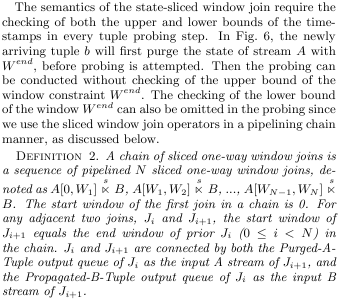 The semantics of the state-sliced window join require the
checking of both the upper and lower bounds of the time-
stamps in every tuple probing step. In Fig. 6, the newly
arriving tuple b will first purge the state of stream A with
W^{end}, before probing is attempted. Then the probing can
be conducted without checking of the upper bound of the
window constraint W^{end}. The checking of the lower bound
of the window W^{end} can also be omitted in the probing since
we use the sliced window join operators in a pipelining chain
manner, as discussed below.
DEFINITION 2. A chain of sliced one-way window joins is
a sequence of pipelined N sliced one-way window joins, de-
noted as A[0, W_1] \overset{s}{⋉} B, A[W_1, W_2] \overset{s}{⋉} B, ..., A[W_{N−1}, W_N] \overset{s}{⋉}
B. The start window of the first join in a chain is 0. For
any adjacent two joins, J_i and J_{i+1}, the start window of
J_{i+1} equals the end window of prior J_i (0 ≤ i < N) in
the chain. J_i and J_{i+1} are connected by both the Purged-A-
Tuple output queue of J_i as the input A stream of J_{i+1}, and
the Propagated-B-Tuple output queue of J_i as the input B
stream of J_{i+1}.